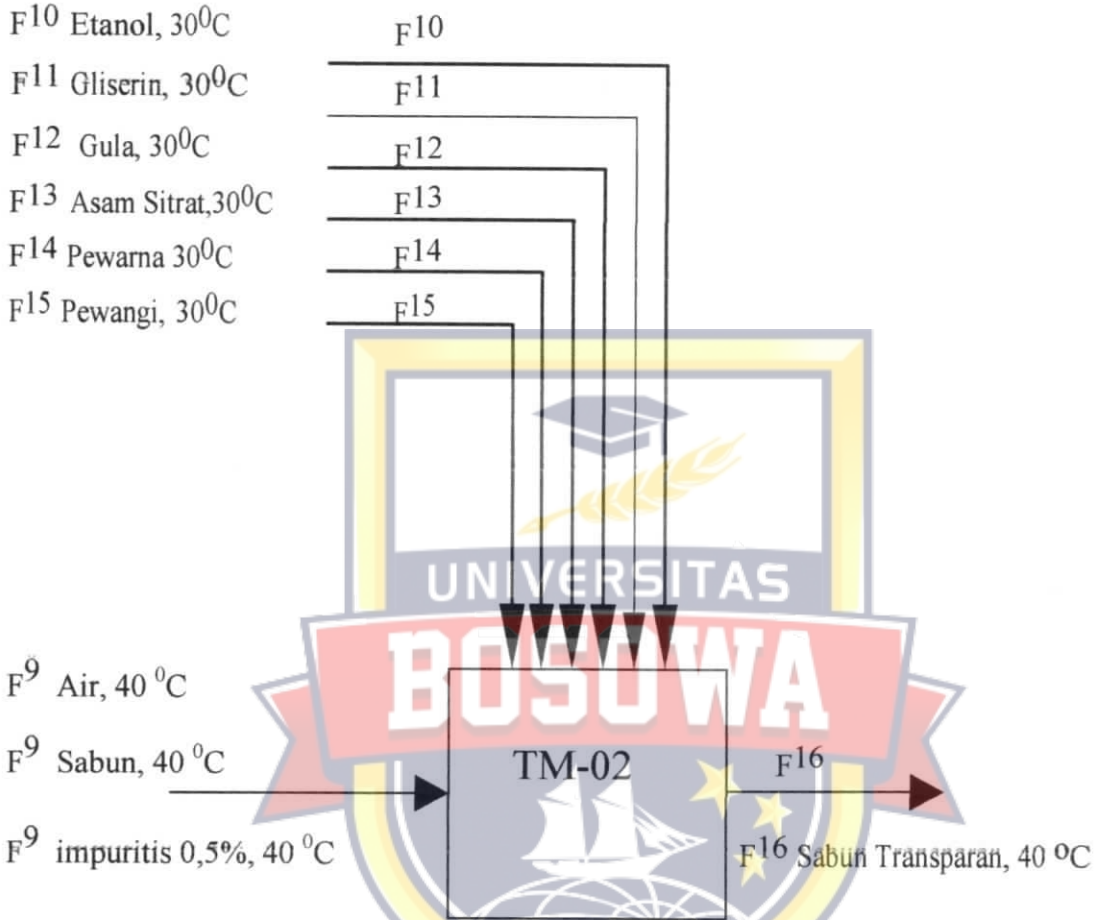 F10 Etanol, 30⁰C F10
F11 Gliserin, 30⁰C F11
F12 Gula, 30⁰C F12
F13 Asam Sitrat,30⁰C F13
F14 Pewarna 30⁰C F14
F15 Pewangi, 30⁰C F15
UNIVERSITAS
BOSOWA
F9 Air, 40 ⁰C
F9 Sabun, 40 ⁰C
TM-02
F16
F9 impuritis 0,5%, 40 ⁰C
F16 Sabun Transparan, 40 ⁰C